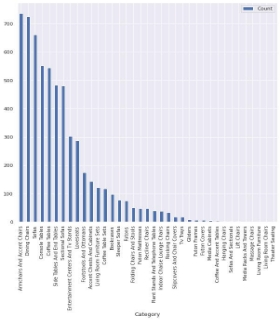 Count
700
600
500
400
300
200
100
0
Armchairs And Accent Chairs
Dining Chairs
Sofas
Console Tables
Coffee Tables
Side Tables And End Tables
Sectional Sofas
Entertainment Centers And Tv Stands
Loveseats
Footstools And Ottomans
Accent Chests And Cabinets
Living Room Furniture Sets
Coffee Table Sets
Bookcases
Sleeper Sofas
Futons
Folding Chairs And Stools
Futon Mattresses
Recliner Chairs
Plant Stands And Telephone Tables
Indoor Chaise Lounge Chairs
Rocking Chairs
Slipcovers And Chair Covers
Tv Trays
Gliders
Futon Frames
Futon Covers
Media Cabinets
Coffee And Accent Tables
Hanging Chairs
Sofas And Sectionals
Lift Chairs
Media Racks And Towers
Massage Chairs
Living Room Furniture
Living Room Chairs
Theater Seating
Category